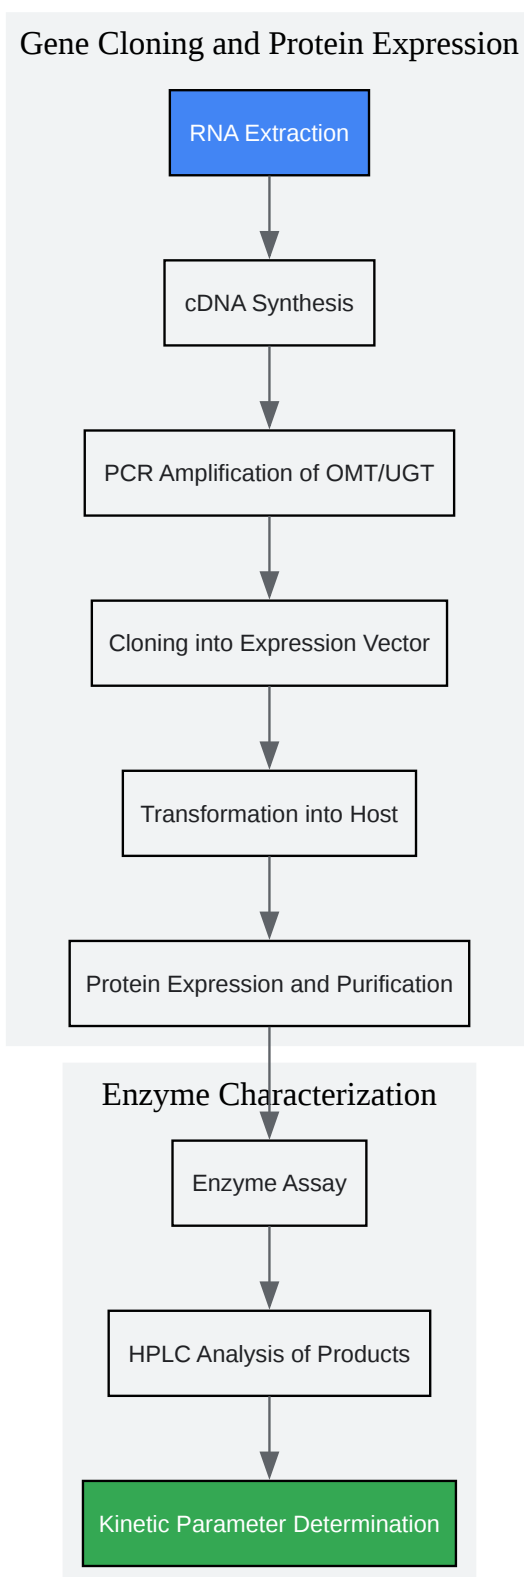 Gene Cloning and Protein Expression
RNA Extraction
cDNA Synthesis
PCR Amplification of OMT/UGT
Cloning into Expression Vector
Transformation into Host
Protein Expression and Purification
Enzyme Characterization
Enzyme Assay
HPLC Analysis of Products
Kinetic Parameter Determination